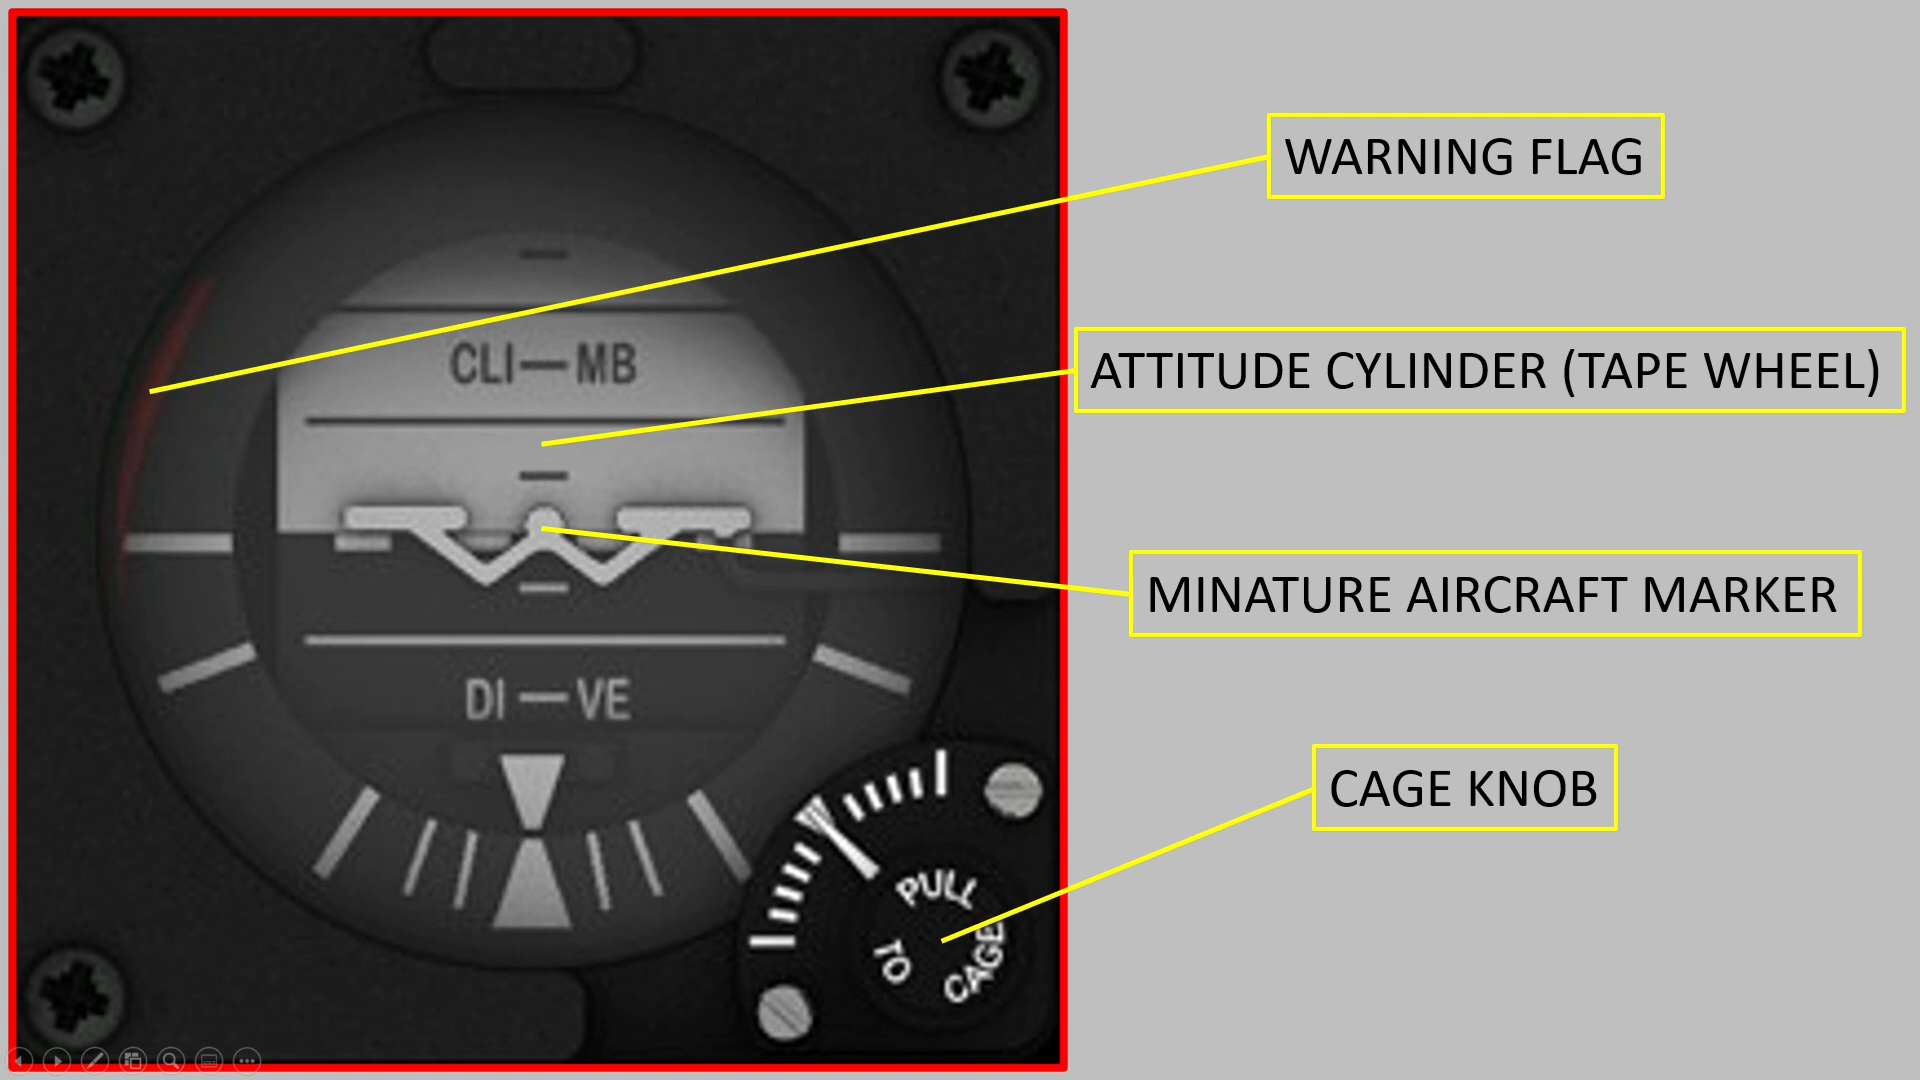 WARNING FLAG
CLI—MB
ATTITUDE CYLINDER (TAPE WHEEL)
MINATURE AIRCRAFT MARKER
DI—VE
CAGE KNOB
PULL
TO
CAGE